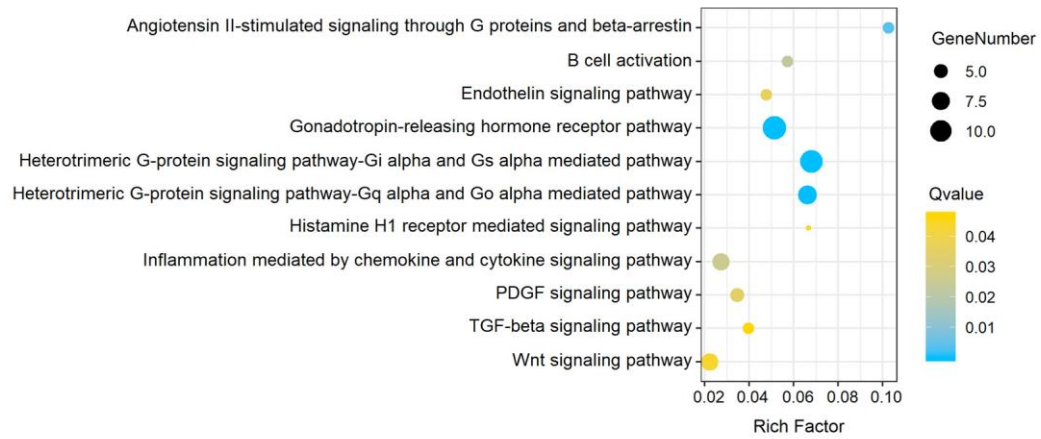 Angiotensin II-stimulated signaling through G proteins and beta-arrestin
B cell activation
Endothelin signaling pathway
Gonadotropin-releasing hormone receptor pathway
Heterotrimeric G-protein signaling pathway-Gi alpha and Gs alpha mediated pathway
Heterotrimeric G-protein signaling pathway-Gq alpha and Go alpha mediated pathway
Histamine H1 receptor mediated signaling pathway
Inflammation mediated by chemokine and cytokine signaling pathway
PDGF signaling pathway
TGF-beta signaling pathway
Wnt signaling pathway
0.02 0.04 0.06 0.08 0.10
Rich Factor
GeneNumber
5.0
7.5
10.0
Qvalue
0.04
0.03
0.02
0.01